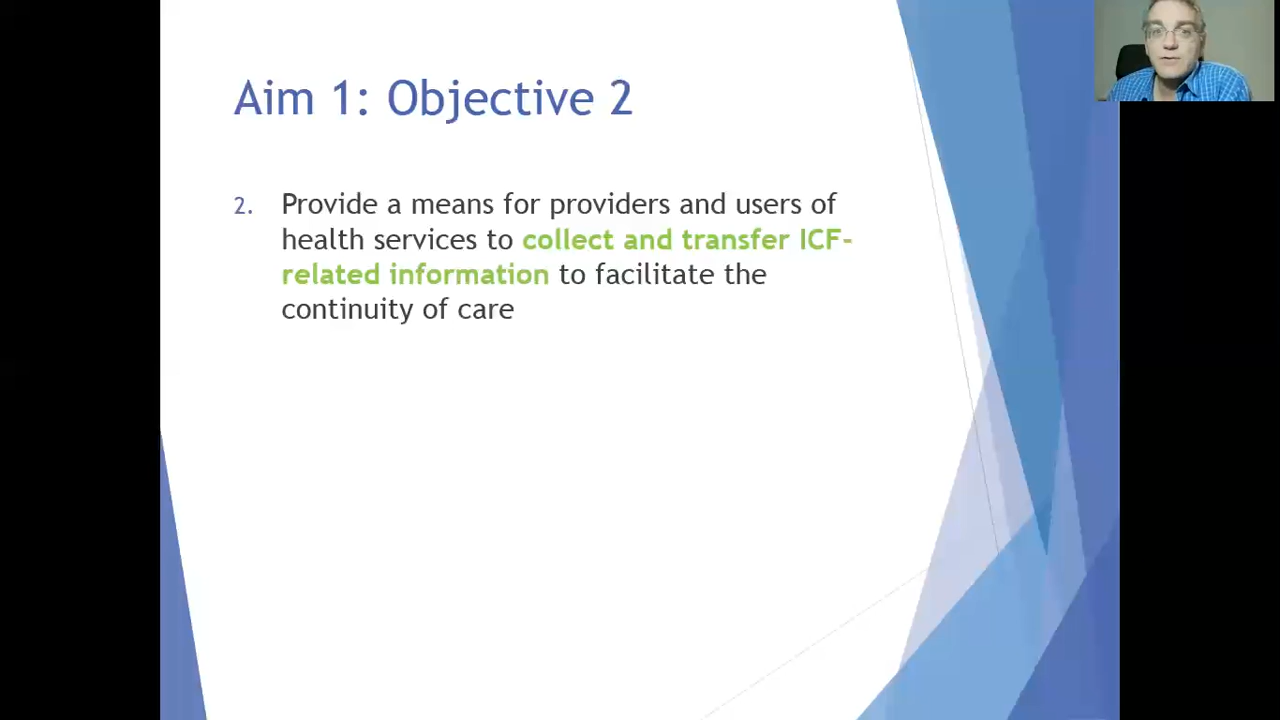 Aim 1: Objective 2
2. Provide a means for providers and users of
health services to collect and transfer ICF-
related information to facilitate the
continuity of care